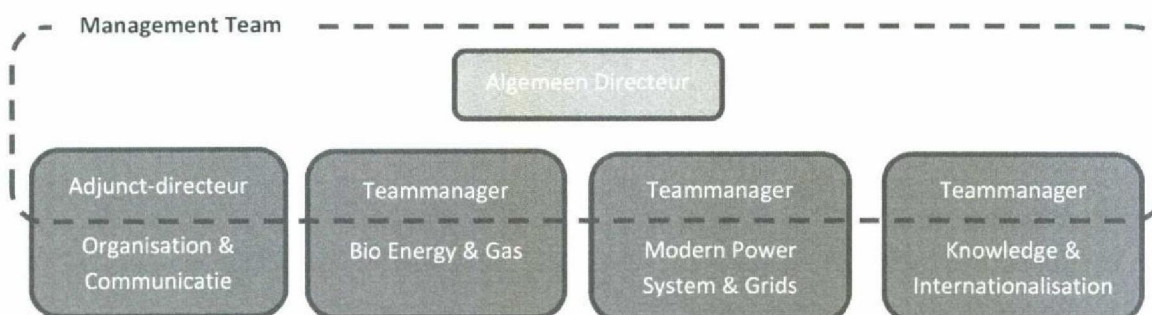 Management Team
Algemeen Directeur
Adjunct-directeur
Organisation &
Communicatie
Teammanager
Bio Energy & Gas
Teammanager
Modern Power
System & Grids
Teammanager
Knowledge &
Internationalisation